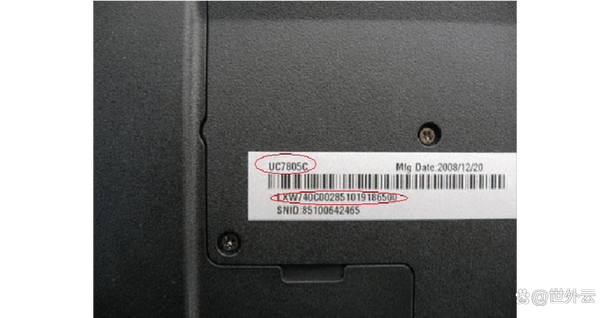 UC7805C
Mfg Date:2008/12/20
LXW740C002851019186500
SNID:85100642465
@世外云